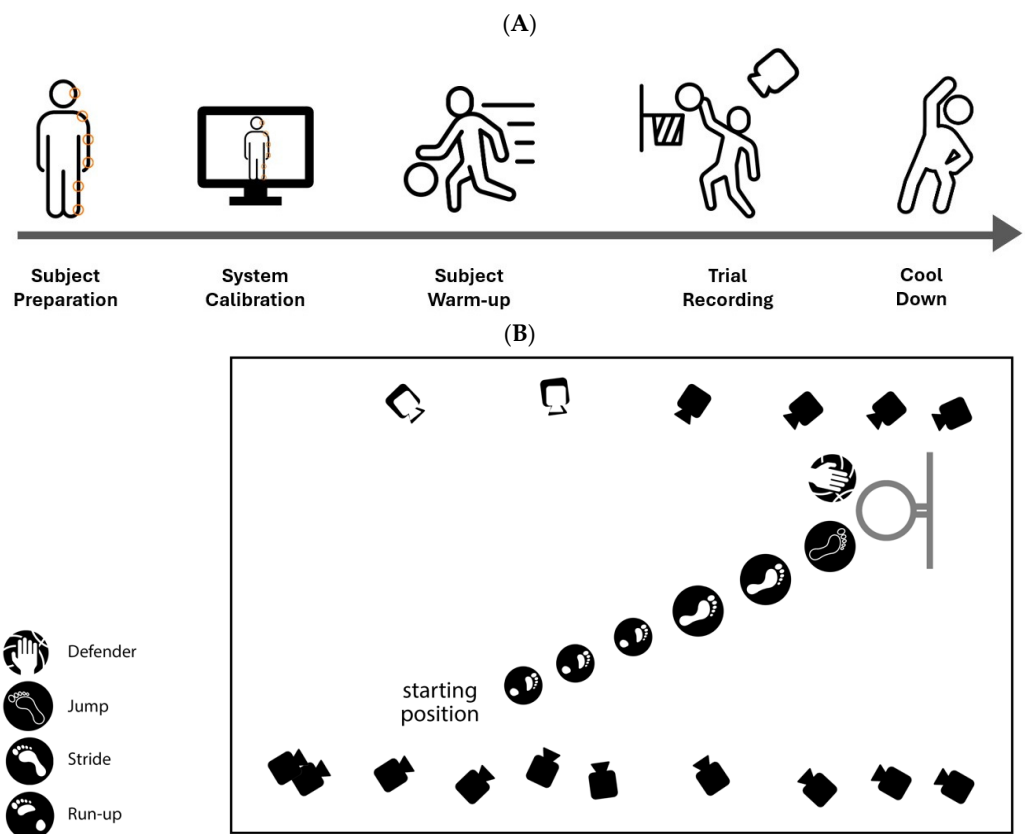 (A)
Subject
Preparation
System
Calibration
Subject
Warm-up
Trial
Recording
Cool
Down
(B)
starting
position
Defender
Jump
Stride
Run-up